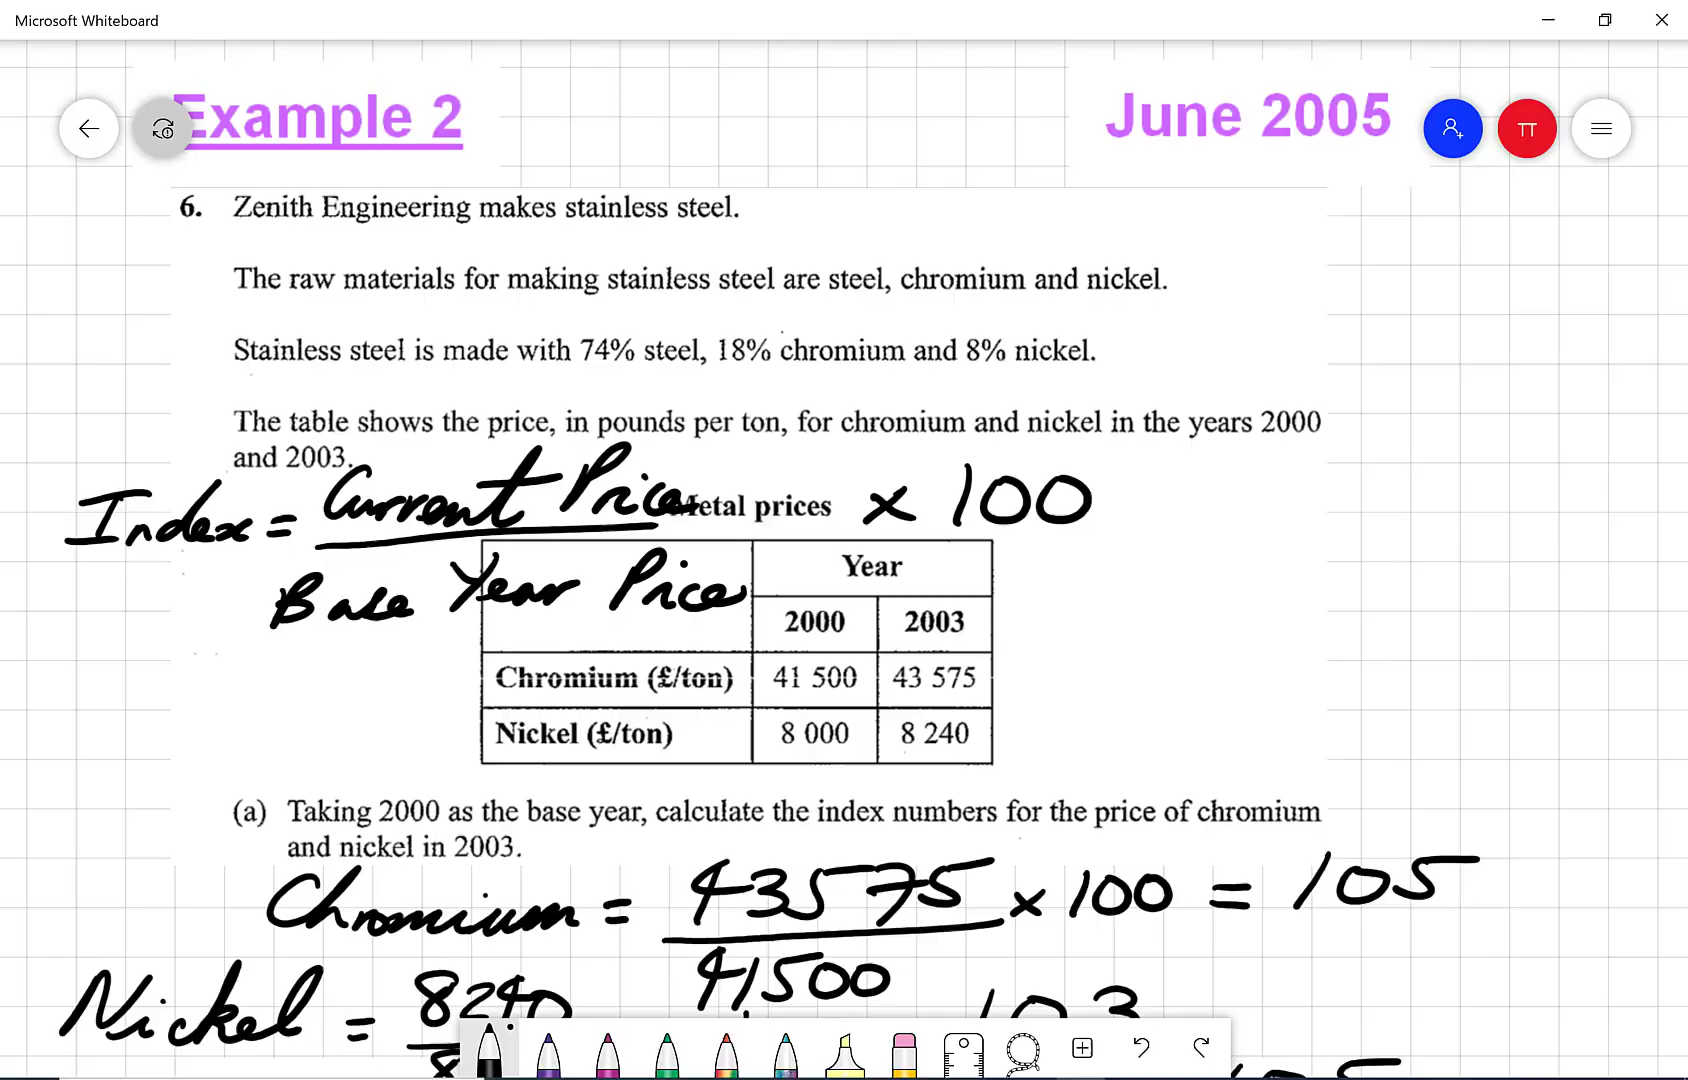 Microsoft Whiteboard
Example 2
June 2005
TT
6. Zenith Engineering makes stainless steel.
The raw materials for making stainless steel are steel, chromium and nickel.
Stainless steel is made with 74% steel, 18% chromium and 8% nickel.
The table shows the price, in pounds per ton, for chromium and nickel in the years 2000
and 2003.
Index = Current Price × 100
Base Year Price
Metal prices
Year
2000 2003
Chromium (£/ton) 41 500 43 575
Nickel (£/ton) 8 000 8 240
(a) Taking 2000 as the base year, calculate the index numbers for the price of chromium
and nickel in 2003.
Chromium = 43575 × 100 = 105
41500
Nickel = 8240 103
8